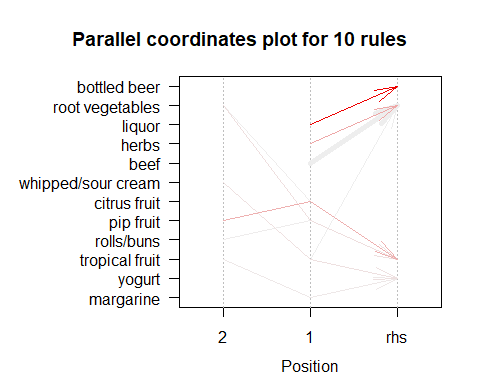 Parallel coordinates plot for 10 rules
bottled beer
root vegetables
liquor
herbs
beef
whipped/sour cream
citrus fruit
pip fruit
rolls/buns
tropical fruit
yogurt
margarine
2 1 rhs
Position